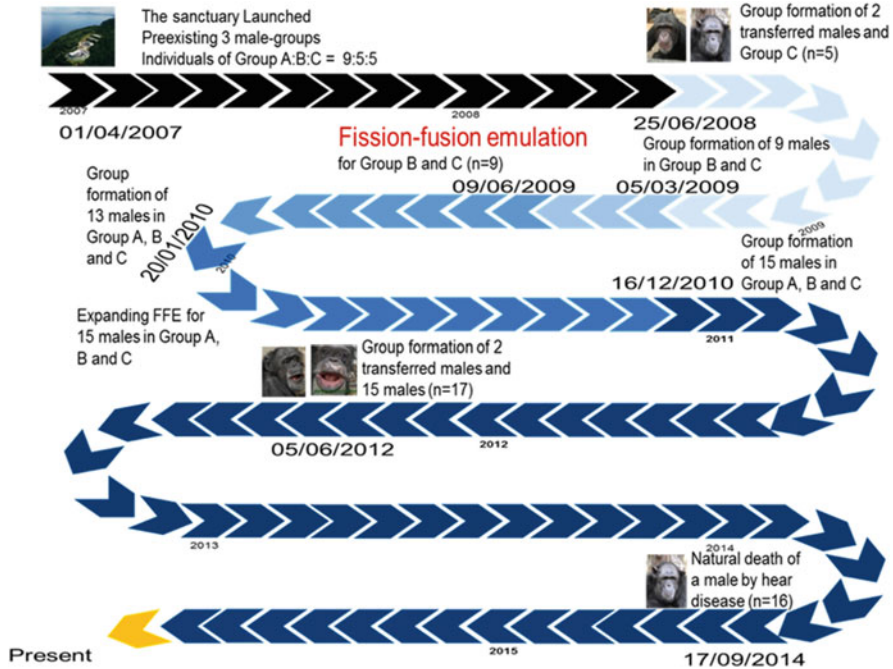 The sanctuary Launched
Preexisting 3 male-groups
Individuals of Group A:B:C = 9:5:5
Group formation of 2
transferred males and
Group C (n=5)
2007
2008
01/04/2007
25/06/2008
Fission-fusion emulation
for Group B and C (n=9)
Group formation of 9 males
in Group B and C
09/06/2009
05/03/2009
2009
Group
formation of
13 males in
Group A, B
and C
20/01/2010
2010
Group formation
of 15 males in
Group A, B and C
16/12/2010
Expanding FFE for
15 males in Group A,
B and C
2011
Group formation of 2
transferred males and
15 males (n=17)
05/06/2012
2012
2013
2014
Natural death of
a male by hear
disease (n=16)
2015
17/09/2014
Present